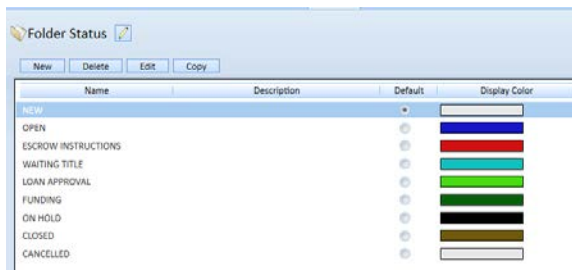 Folder Status
New Delete Edit Copy
Name Description Default Display Color
NEW
OPEN
ESCROW INSTRUCTIONS
WAITING TITLE
LOAN APPROVAL
FUNDING
ON HOLD
CLOSED
CANCELLED